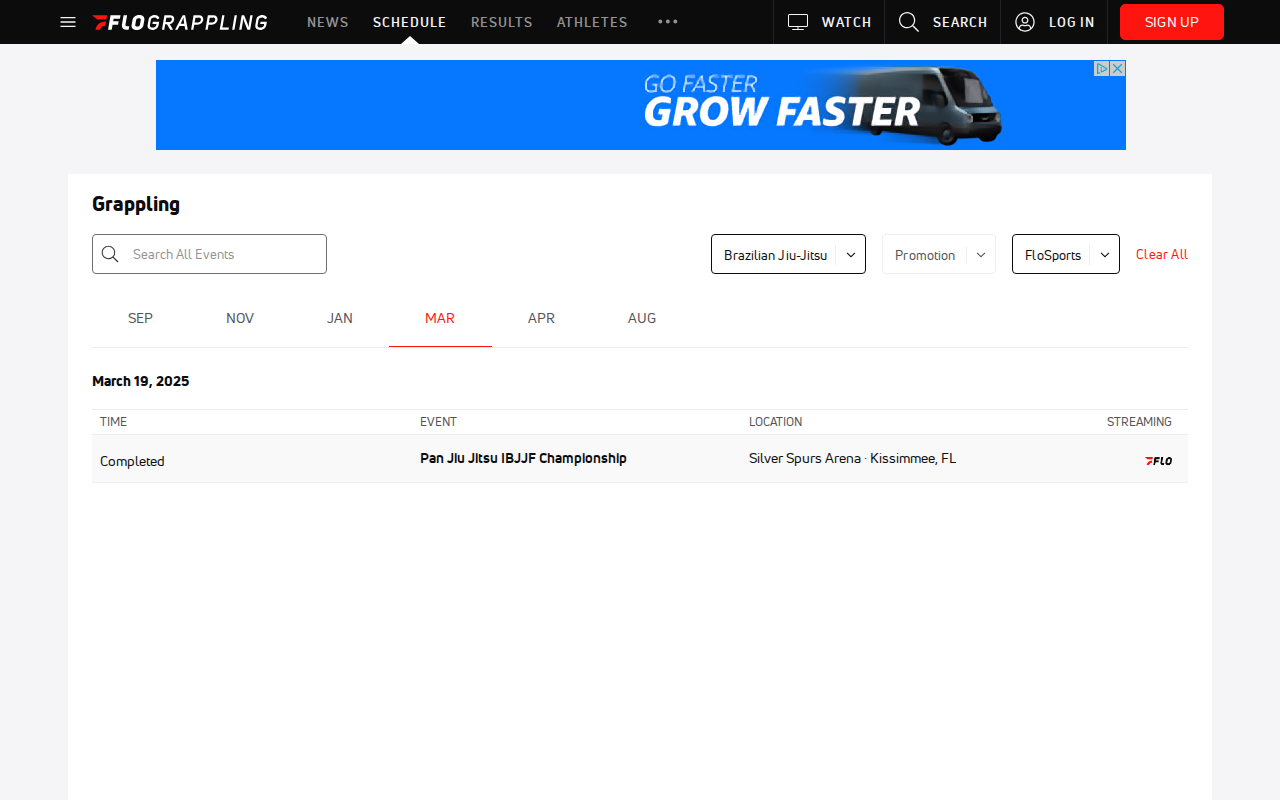 FLOGRAPPLING
NEWS
SCHEDULE
RESULTS
ATHLETES
WATCH
SEARCH
LOG IN
SIGN UP
GO FASTER
GROW FASTER
Grappling
Search All Events
Brazilian Jiu-Jitsu
Promotion
FloSports
Clear All
SEP
NOV
JAN
MAR
APR
AUG
March 19, 2025
TIME
EVENT
LOCATION
STREAMING
Completed
Pan Jiu Jitsu IBJJF Championship
Silver Spurs Arena · Kissimmee, FL
FLO